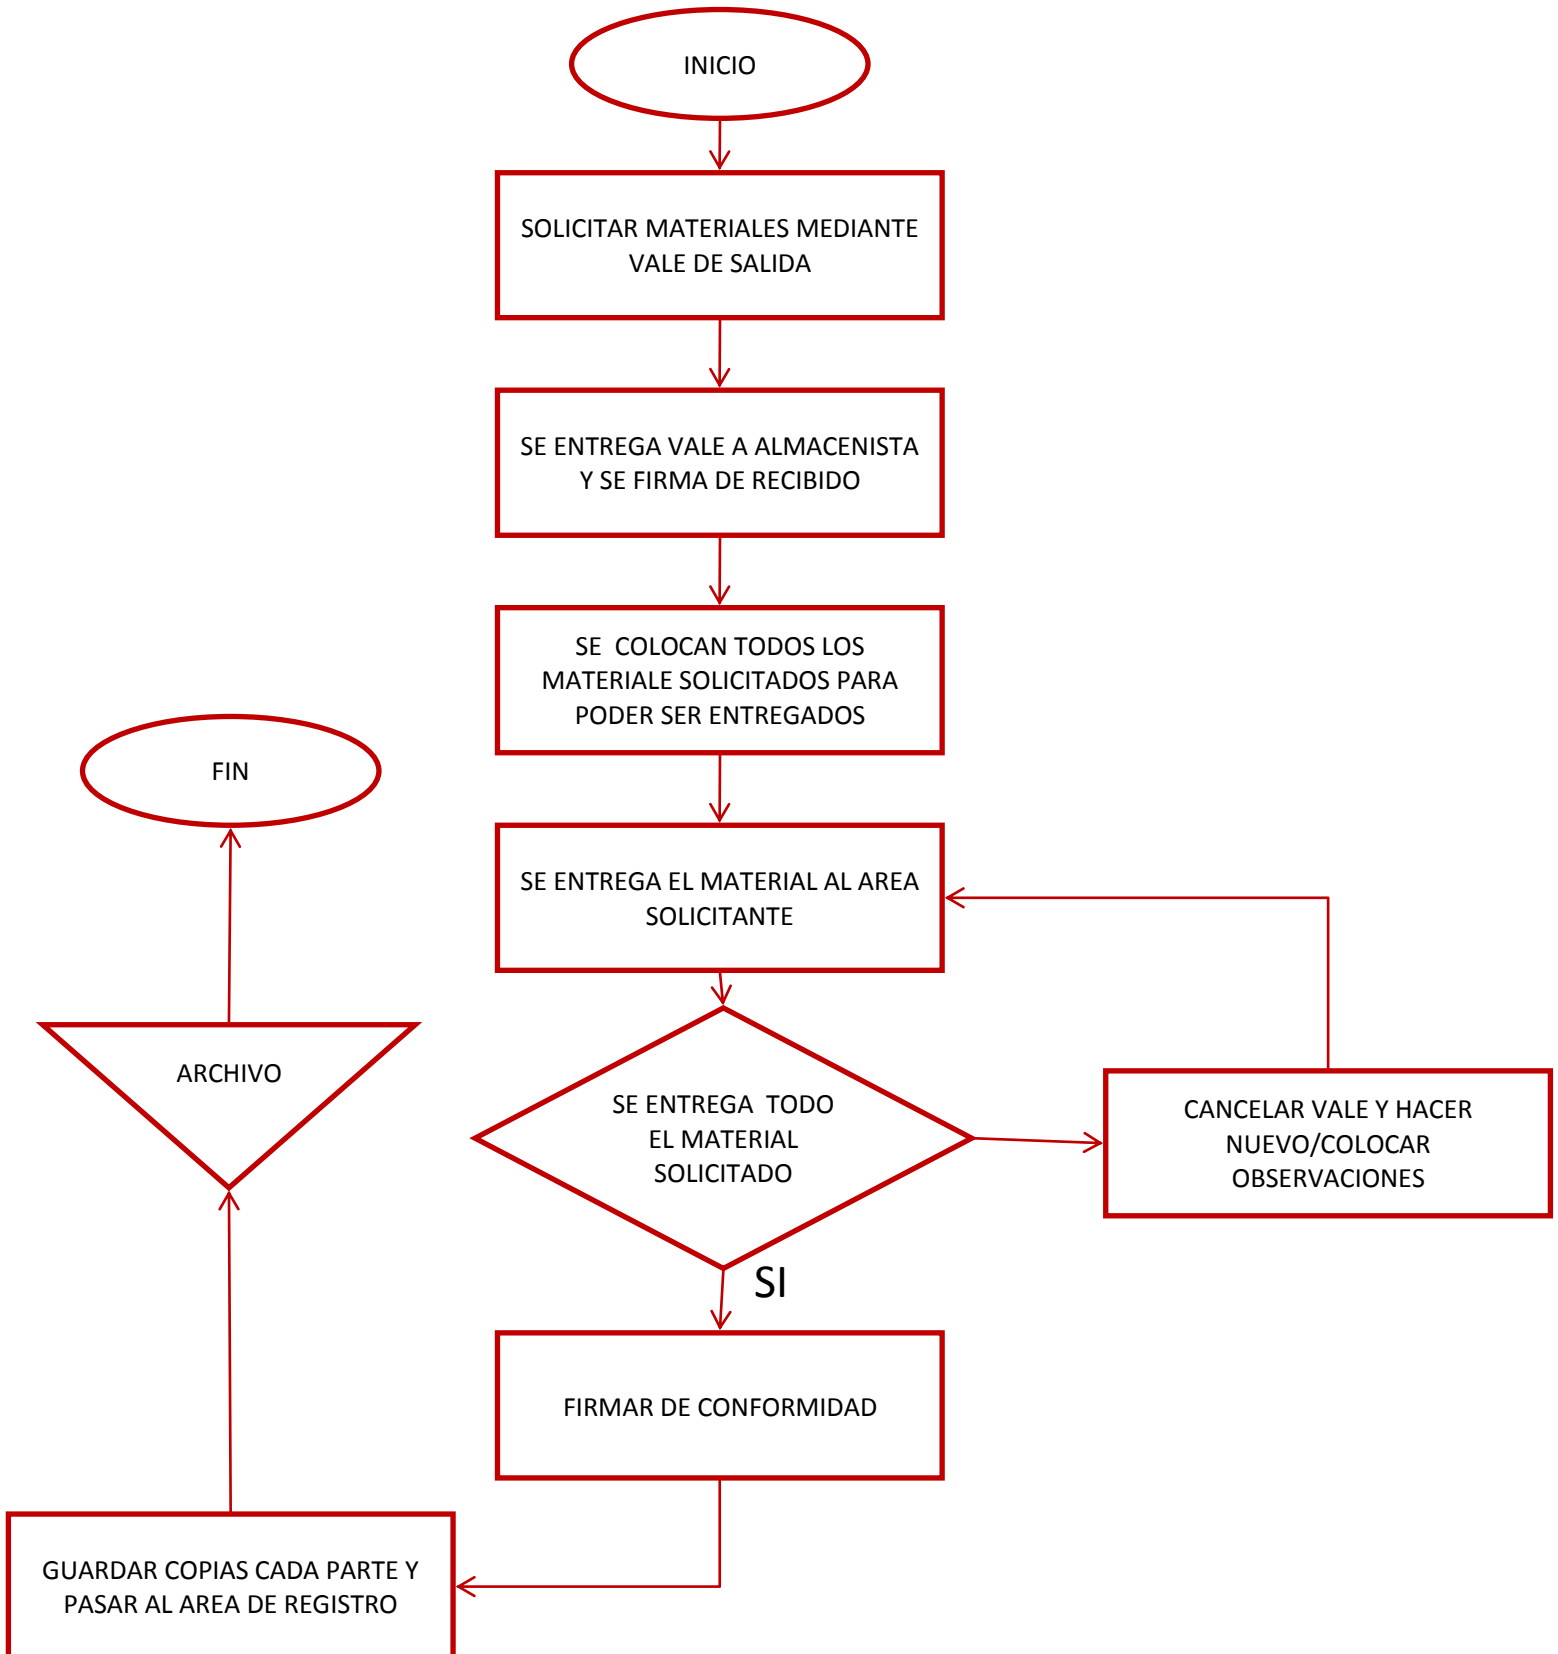 INICIO
SOLICITAR MATERIALES MEDIANTE
VALE DE SALIDA
SE ENTREGA VALE A ALMACENISTA
Y SE FIRMA DE RECIBIDO
SE COLOCAN TODOS LOS
MATERIALE SOLICITADOS PARA
PODER SER ENTREGADOS
SE ENTREGA EL MATERIAL AL AREA
SOLICITANTE
SE ENTREGA TODO
EL MATERIAL
SOLICITADO
CANCELAR VALE Y HACER
NUEVO/COLOCAR
OBSERVACIONES
SI
FIRMAR DE CONFORMIDAD
GUARDAR COPIAS CADA PARTE Y
PASAR AL AREA DE REGISTRO
ARCHIVO
FIN